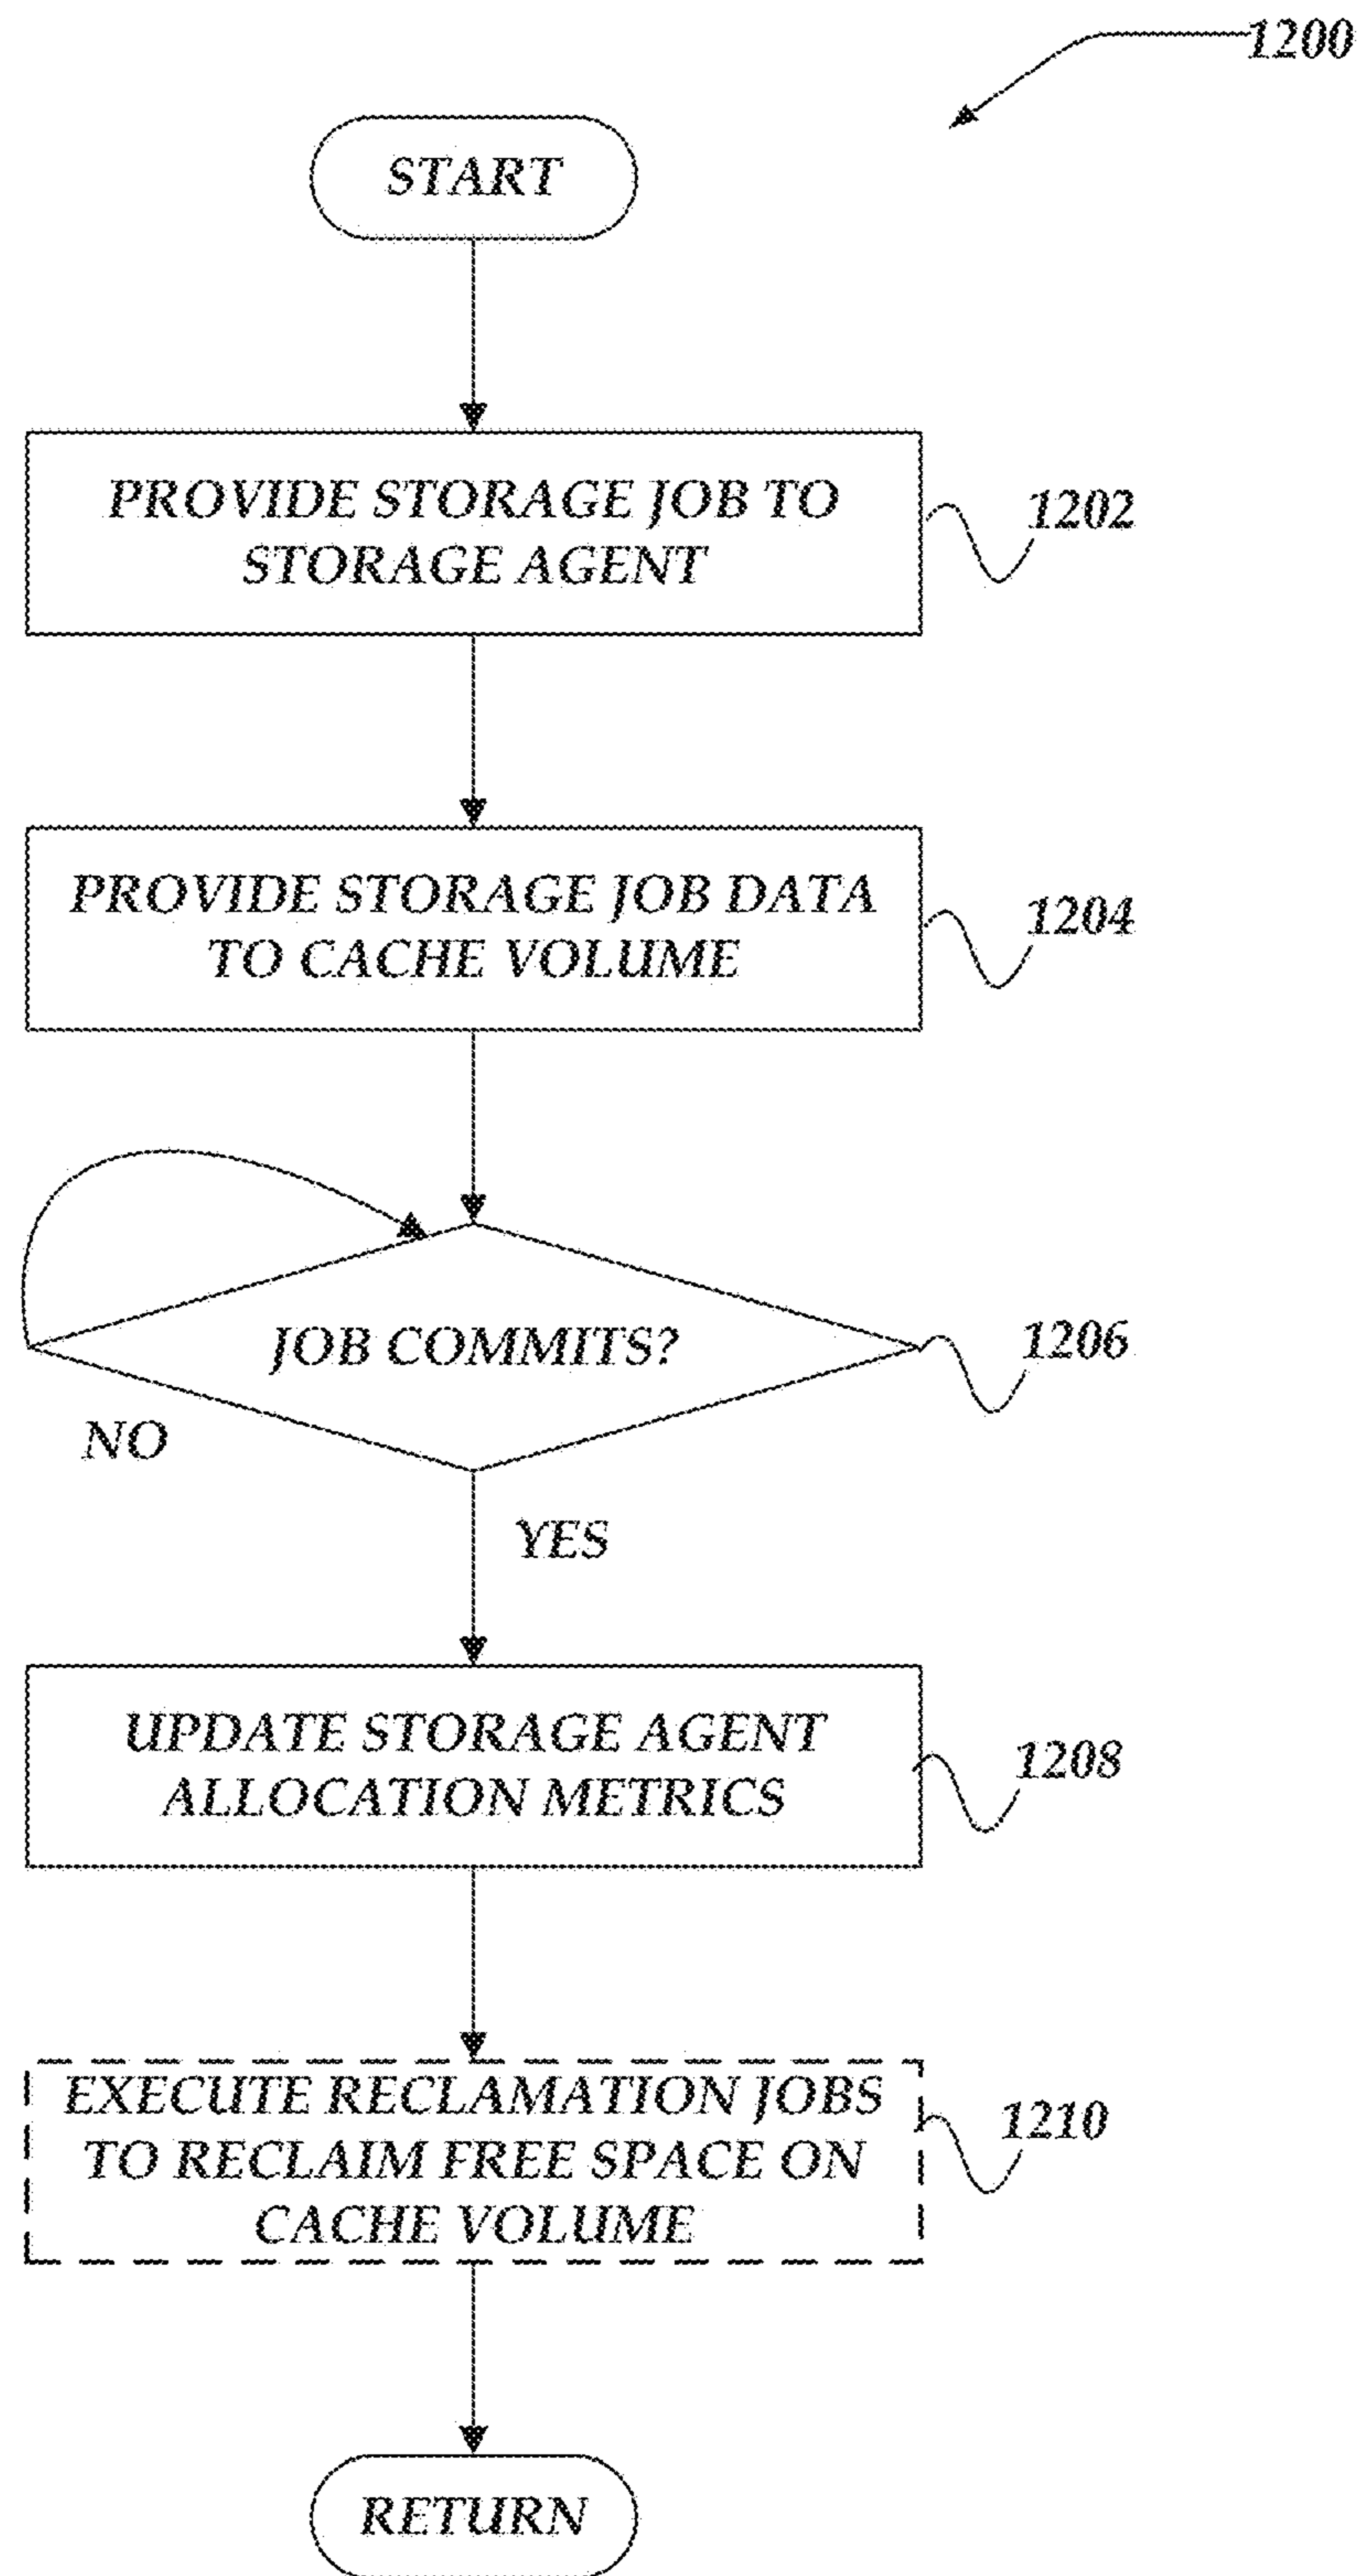 1200
START
PROVIDE STORAGE JOB TO
STORAGE AGENT
1202
PROVIDE STORAGE JOB DATA
TO CACHE VOLUME
1204
JOB COMMITS?
1206
NO
YES
UPDATE STORAGE AGENT
ALLOCATION METRICS
1208
EXECUTE RECLAMATION JOBS
TO RECLAIM FREE SPACE ON
CACHE VOLUME
1210
RETURN